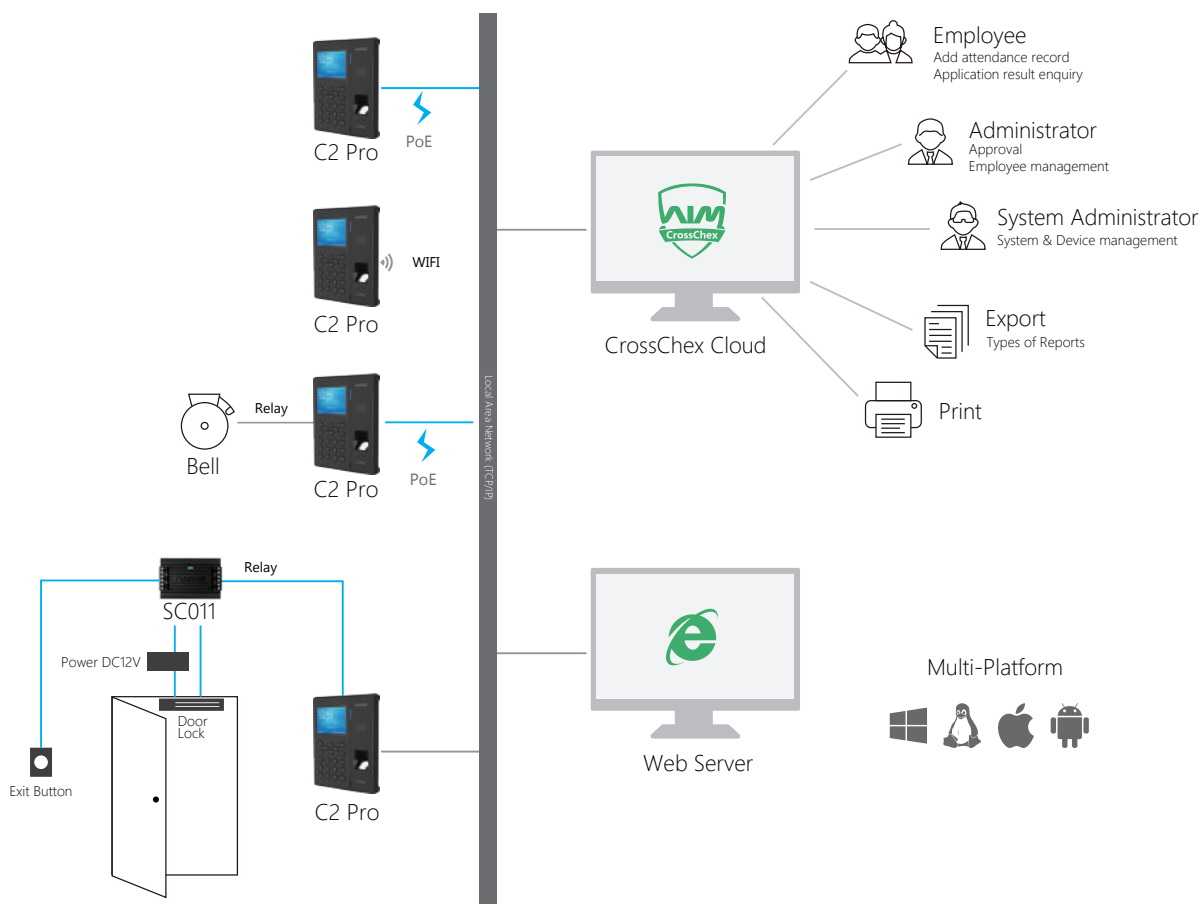 PoE
C2 Pro
WIFI
C2 Pro
Relay
Bell
C2 Pro
PoE
Relay
SC011
Power DC12V
Door
Lock
Exit Button
C2 Pro
Local Area Network (TCP/IP)
CrossChex
CrossChex Cloud
Employee
Add attendance record
Application result enquiry
Administrator
Approval
Employee management
System Administrator
System & Device management
Export
Types of Reports
Print
Web Server
Multi-Platform